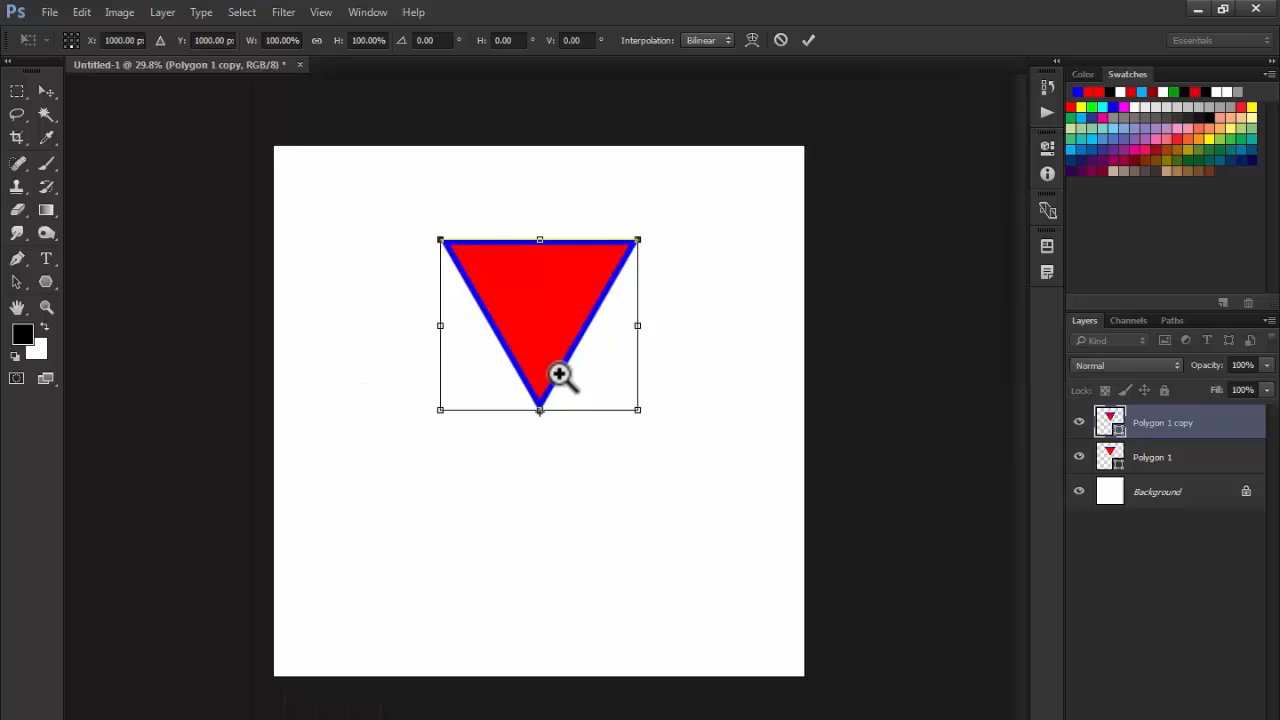 Ps File Edit Image Layer Type Select Filter View Window Help
X: 1000.00 p: Y: 1000.00 p: W: 100.00% H: 100.00% 0.00 ° H: 0.00 ° V: 0.00 ° Interpolation: Bilinear Essentials
Untitled-1 @ 29.8% (Polygon 1 copy, RGB/8) * ×
Color Swatches
Layers Channels Paths
Kind
Normal Opacity: 100%
Lock: Fill: 100%
Polygon 1 copy
Polygon 1
Background